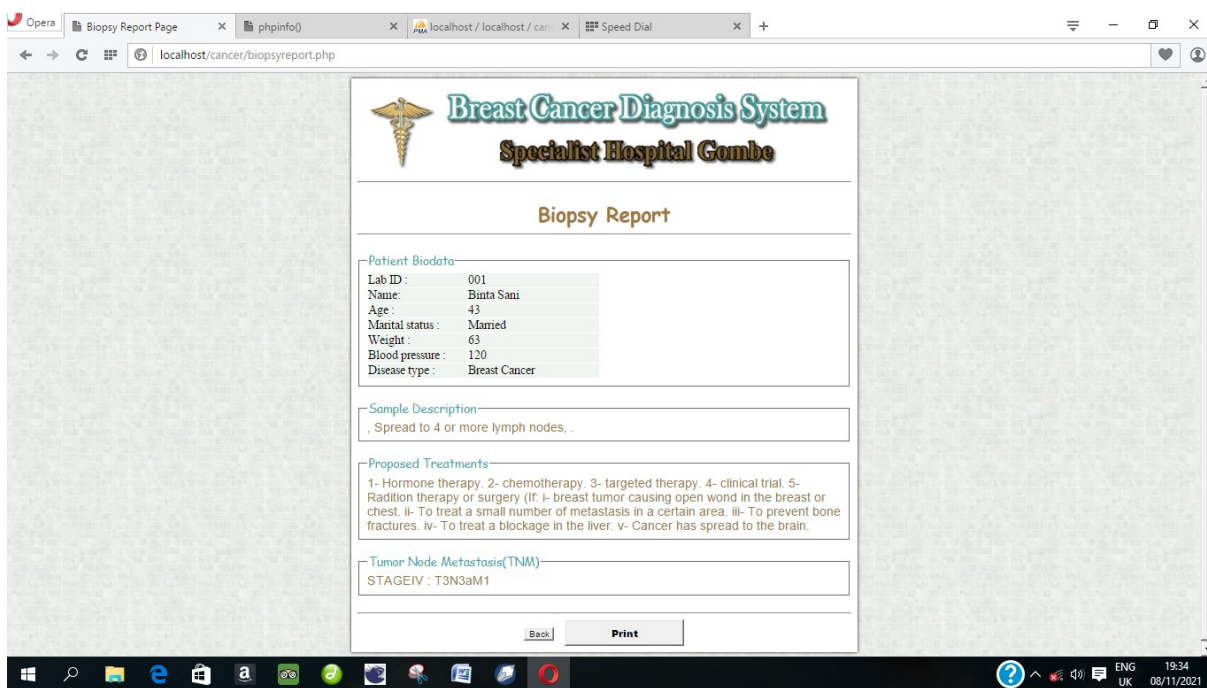 Opera
Biopsy Report Page
phpinfo()
localhost / localhost / canc
Speed Dial
localhost/cancer/biopsyreport.php
Breast Cancer Diagnosis System
Specialist Hospital Gombe
Biopsy Report
Patient Biodata
Lab ID : 001
Name: Binta Sani
Age : 43
Marital status : Married
Weight : 63
Blood pressure : 120
Disease type : Breast Cancer
Sample Description
, Spread to 4 or more lymph nodes, .
Proposed Treatments
1- Hormone therapy. 2- chemotherapy. 3- targeted therapy. 4- clinical trial. 5-
Radition therapy or surgery (If: i- breast tumor causing open wond in the breast or
chest. ii- To treat a small number of metastasis in a certain area. iii- To prevent bone
fractures. iv- To treat a blockage in the liver. v- Cancer has spread to the brain.
Tumor Node Metastasis(TNM)
STAGEIV : T3N3aM1
Back Print
ENG 19:34
UK 08/11/2021